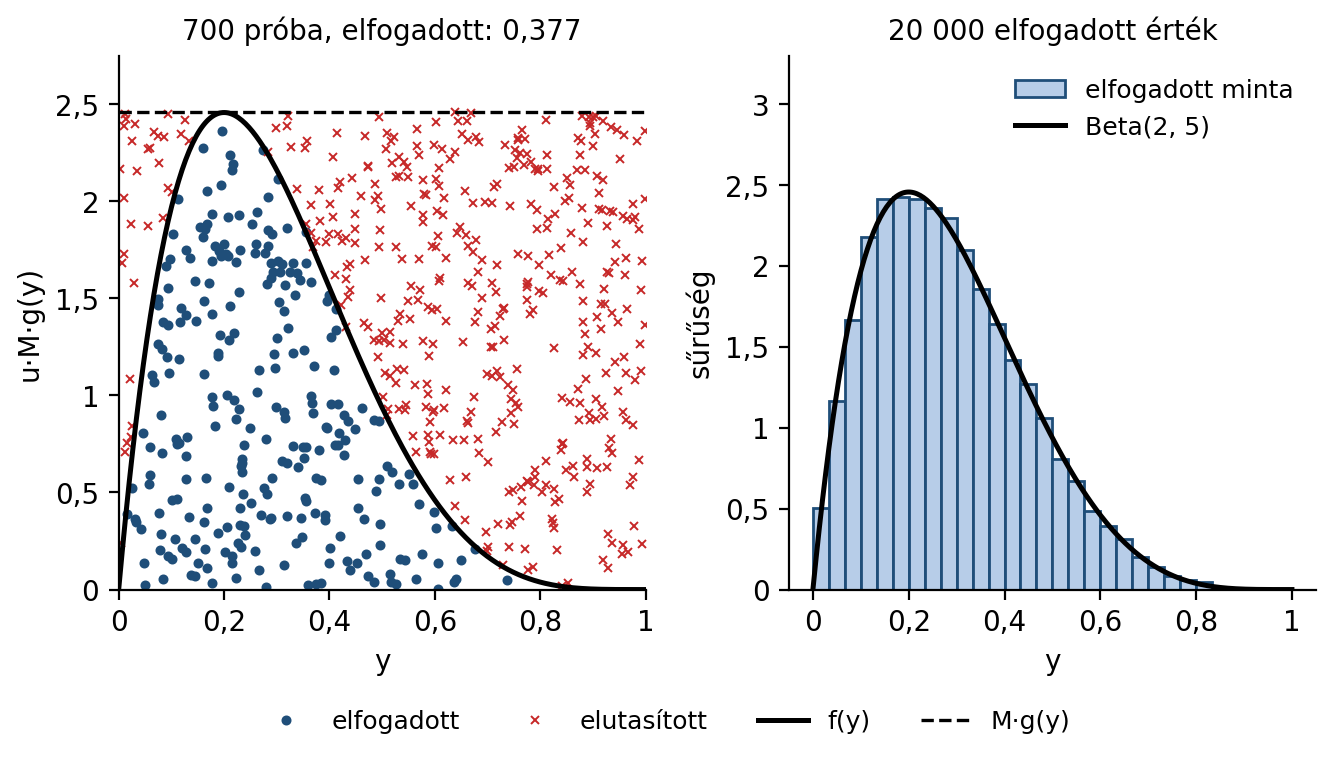 700 próba, elfogadott: 0,377
u·M·g(y)
2,5
2
1,5
1
0,5
0
0 0,2 0,4 0,6 0,8 1
y
20 000 elfogadott érték
elfogadott minta
Beta(2, 5)
sűrűség
3
2,5
2
1,5
1
0,5
0
0 0,2 0,4 0,6 0,8 1
y
elfogadott elutasított f(y) M·g(y)